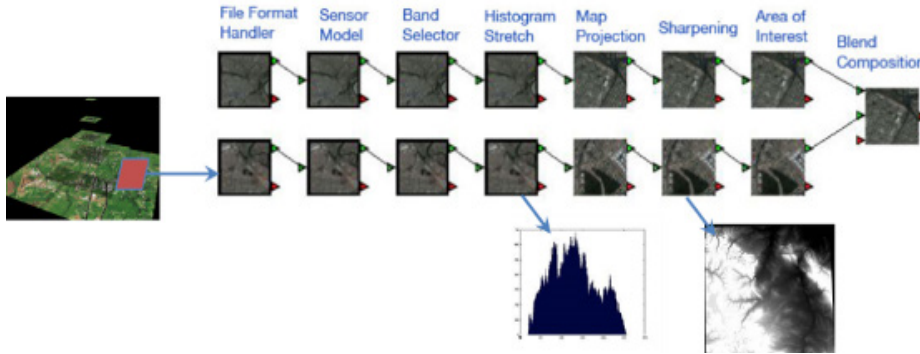 File Format
Handler
Sensor
Model
Band
Selector
Histogram
Stretch
Map
Projection
Sharpening
Area of
Interest
Blend
Composition